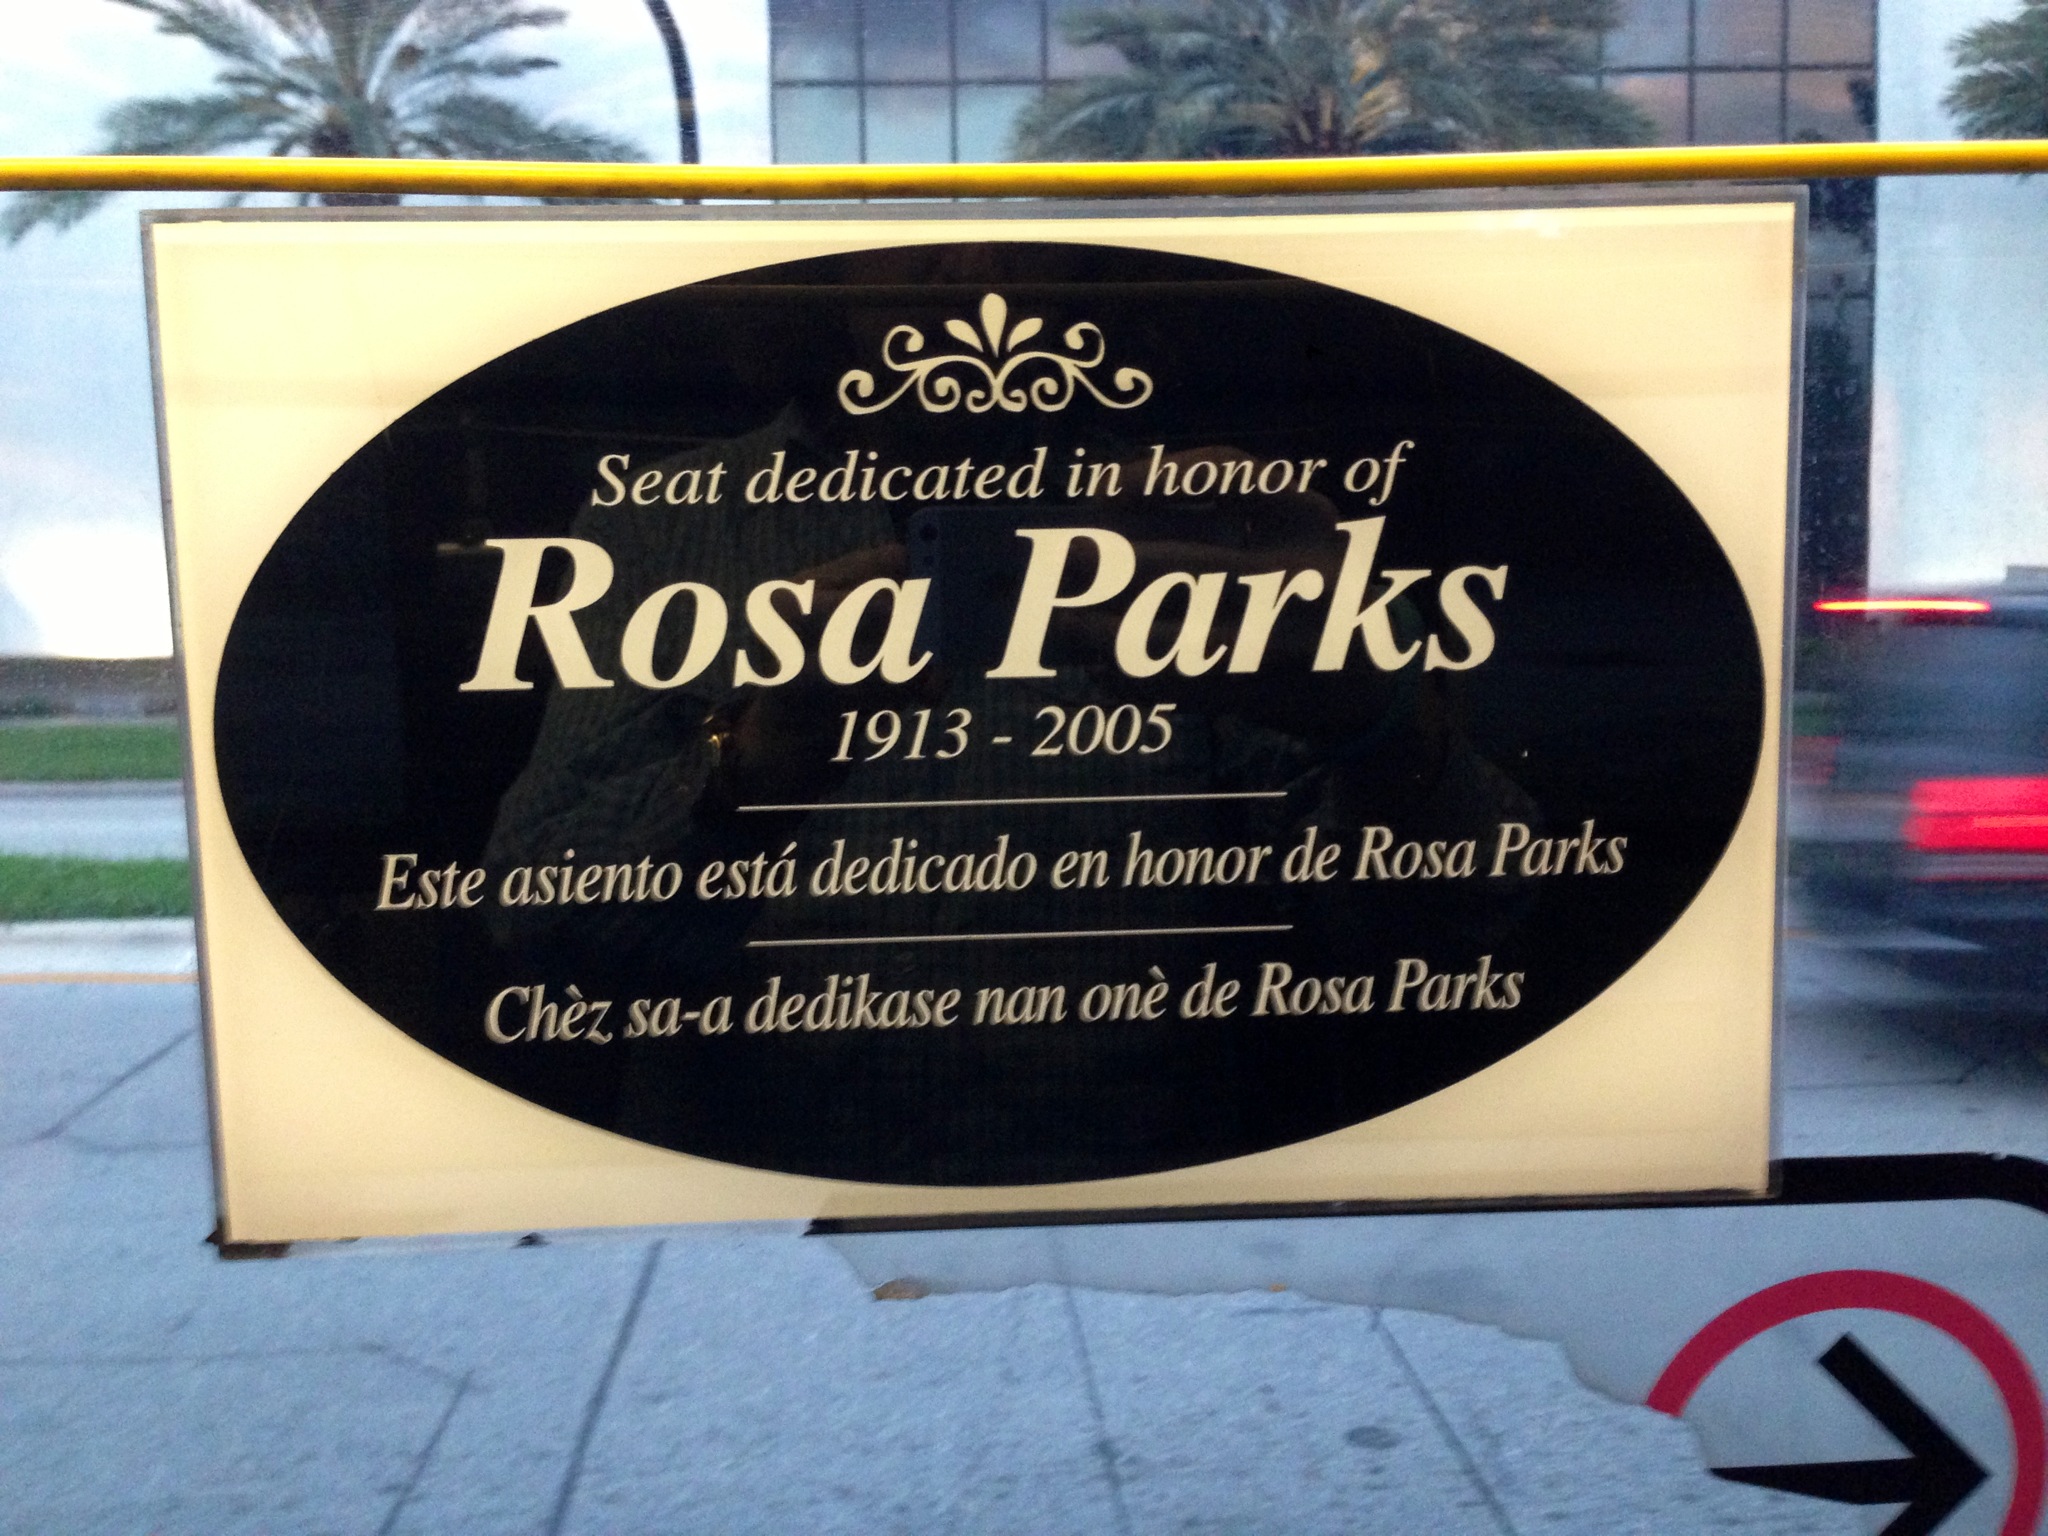 Seat dedicated in honor of
Rosa Parks
1913 - 2005
Este asiento está dedicado en honor de Rosa Parks
Chèz sa-a dedikase nan onè de Rosa Parks